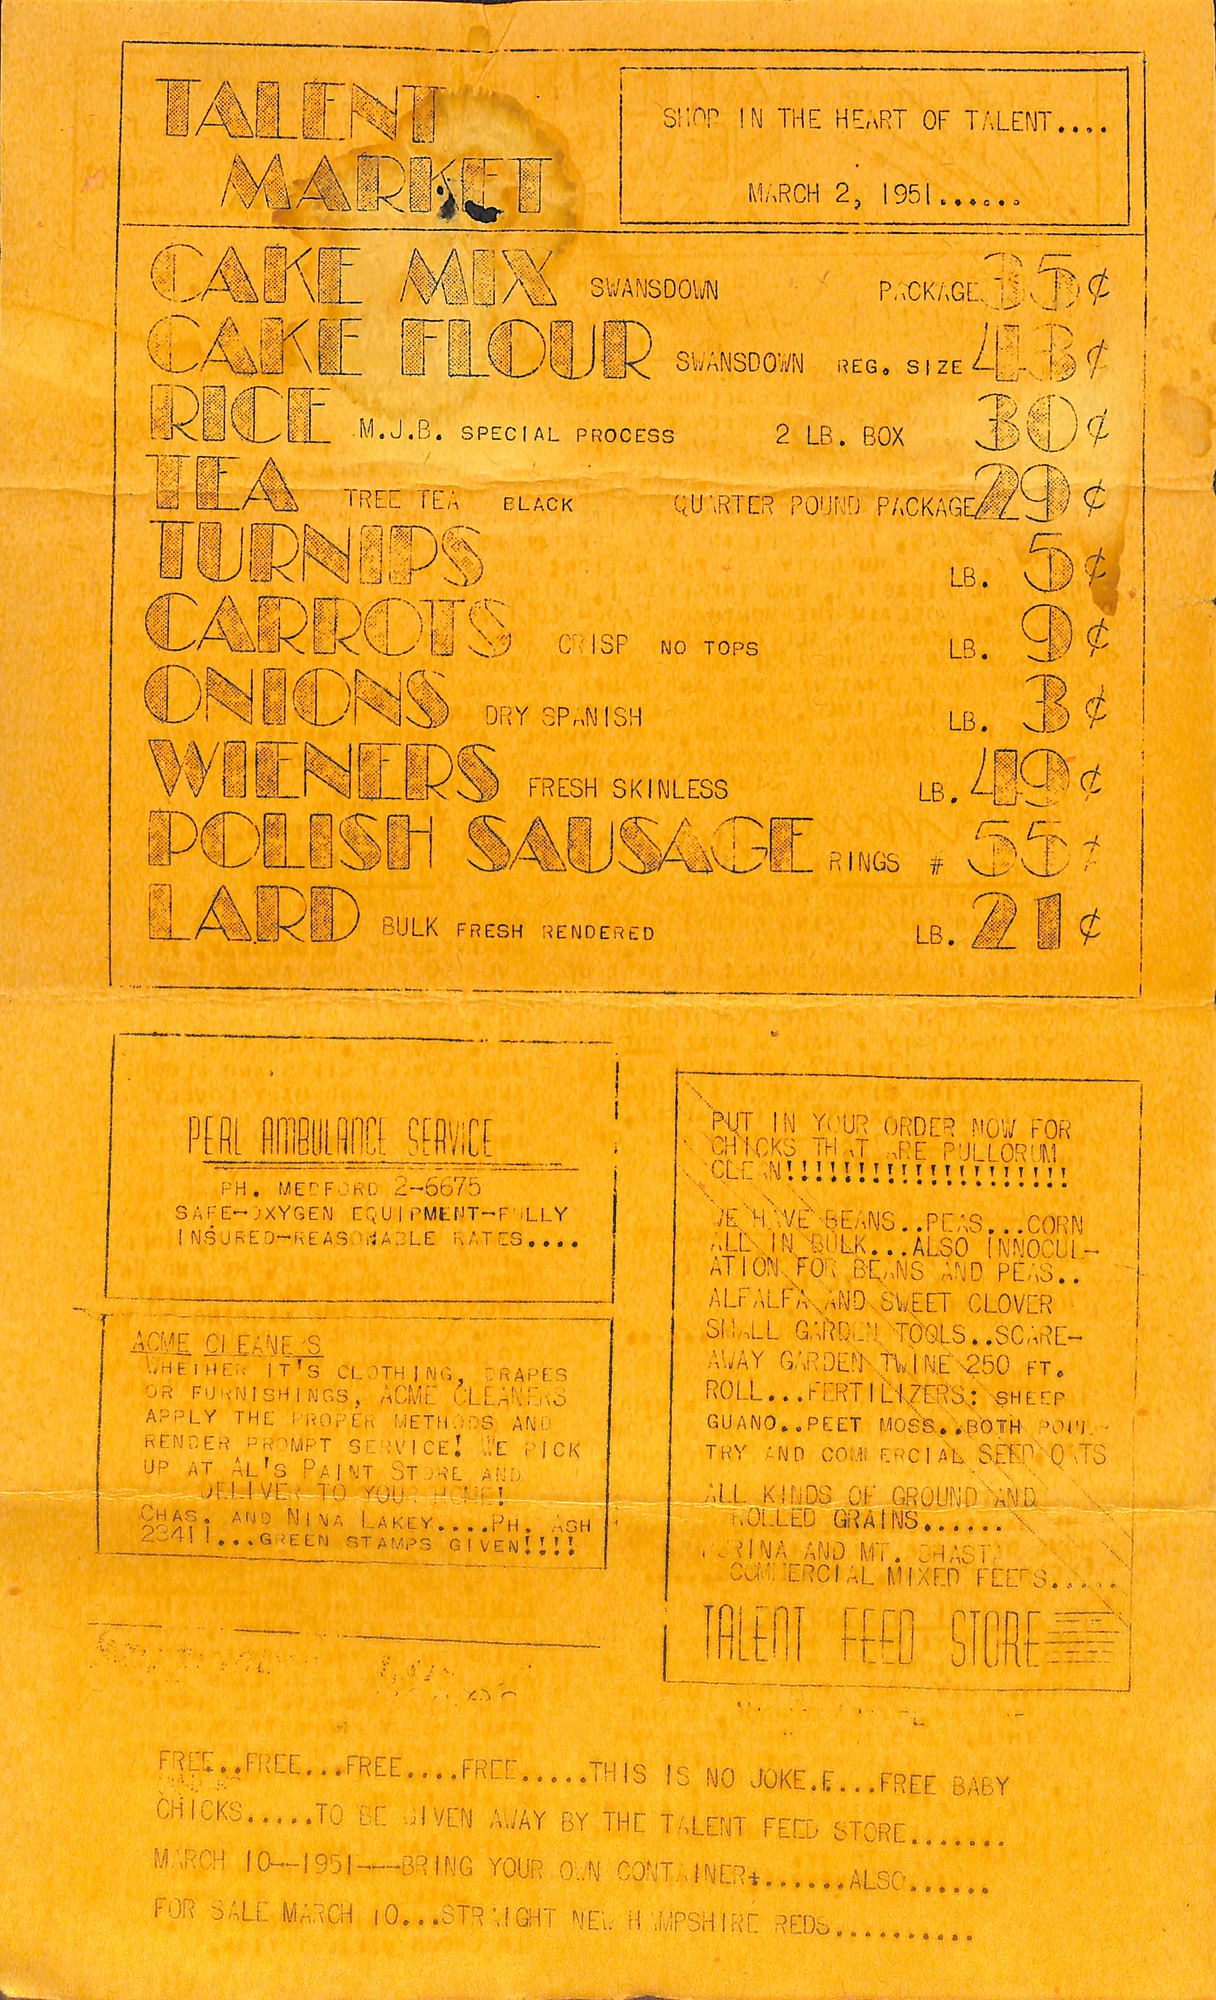 TALENT
MARKET
SHOP IN THE HEART OF TALENT....
MARCH 2, 1951......
CAKE MIX SWANSDOWN PACKAGE 35¢
CAKE FLOUR SWANSDOWN REG. SIZE 43¢
RICE M.J.B. SPECIAL PROCESS 2 LB. BOX 30¢
TEA TREE TEA BLACK QUARTER POUND PACKAGE 29¢
TURNIPS LB. 5¢
CARROTS CRISP NO TOPS LB. 9¢
ONIONS DRY SPANISH LB. 3¢
WIENERS FRESH SKINLESS LB. 49¢
POLISH SAUSAGE RINGS # 55¢
LARD BULK FRESH RENDERED LB. 21¢
PERL AMBULANCE SERVICE
PH. MEDFORD 2-6675
SAFE-OXYGEN EQUIPMENT-FULLY
INSURED-REASONABLE RATES....
ACME CLEANERS
WHETHER IT'S CLOTHING, DRAPES
OR FURNISHINGS, ACME CLEANERS
APPLY THE PROPER METHODS AND
RENDER PROMPT SERVICE! WE PICK
UP AT AL'S PAINT STORE AND
DELIVER TO YOUR HOME!
CHAS. AND NINA LAKEY....PH. ASH
23411...GREEN STAMPS GIVEN!!!!
PUT IN YOUR ORDER NOW FOR
CHICKS THAT ARE PULLORUM
CLEAN!!!!!!!!!!!!!!!!!!!!
WE HAVE BEANS..PEAS...CORN
ALL IN BULK...ALSO INNOCUL-
ATION FOR BEANS AND PEAS..
ALFALFA AND SWEET CLOVER
SMALL GARDEN TOOLS..SCARE-
AWAY GARDEN TWINE 250 FT.
ROLL...FERTILIZERS: SHEEP
GUANO..PEET MOSS..BOTH POUL-
TRY AND COMMERCIAL SEED OATS
ALL KINDS OF GROUND AND
ROLLED GRAINS......
PURINA AND MT. SHASTA
COMMERCIAL MIXED FEEDS.....
TALENT FEED STORE
FREE..FREE...FREE....FREE.....THIS IS NO JOKE.F....FREE BABY
CHICKS.....TO BE GIVEN AWAY BY THE TALENT FEED STORE.......
MARCH 10--1951---BRING YOUR OWN CONTAINER+......ALSO......
FOR SALE MARCH 10...STRAIGHT NEW HAMPSHIRE REDS..........